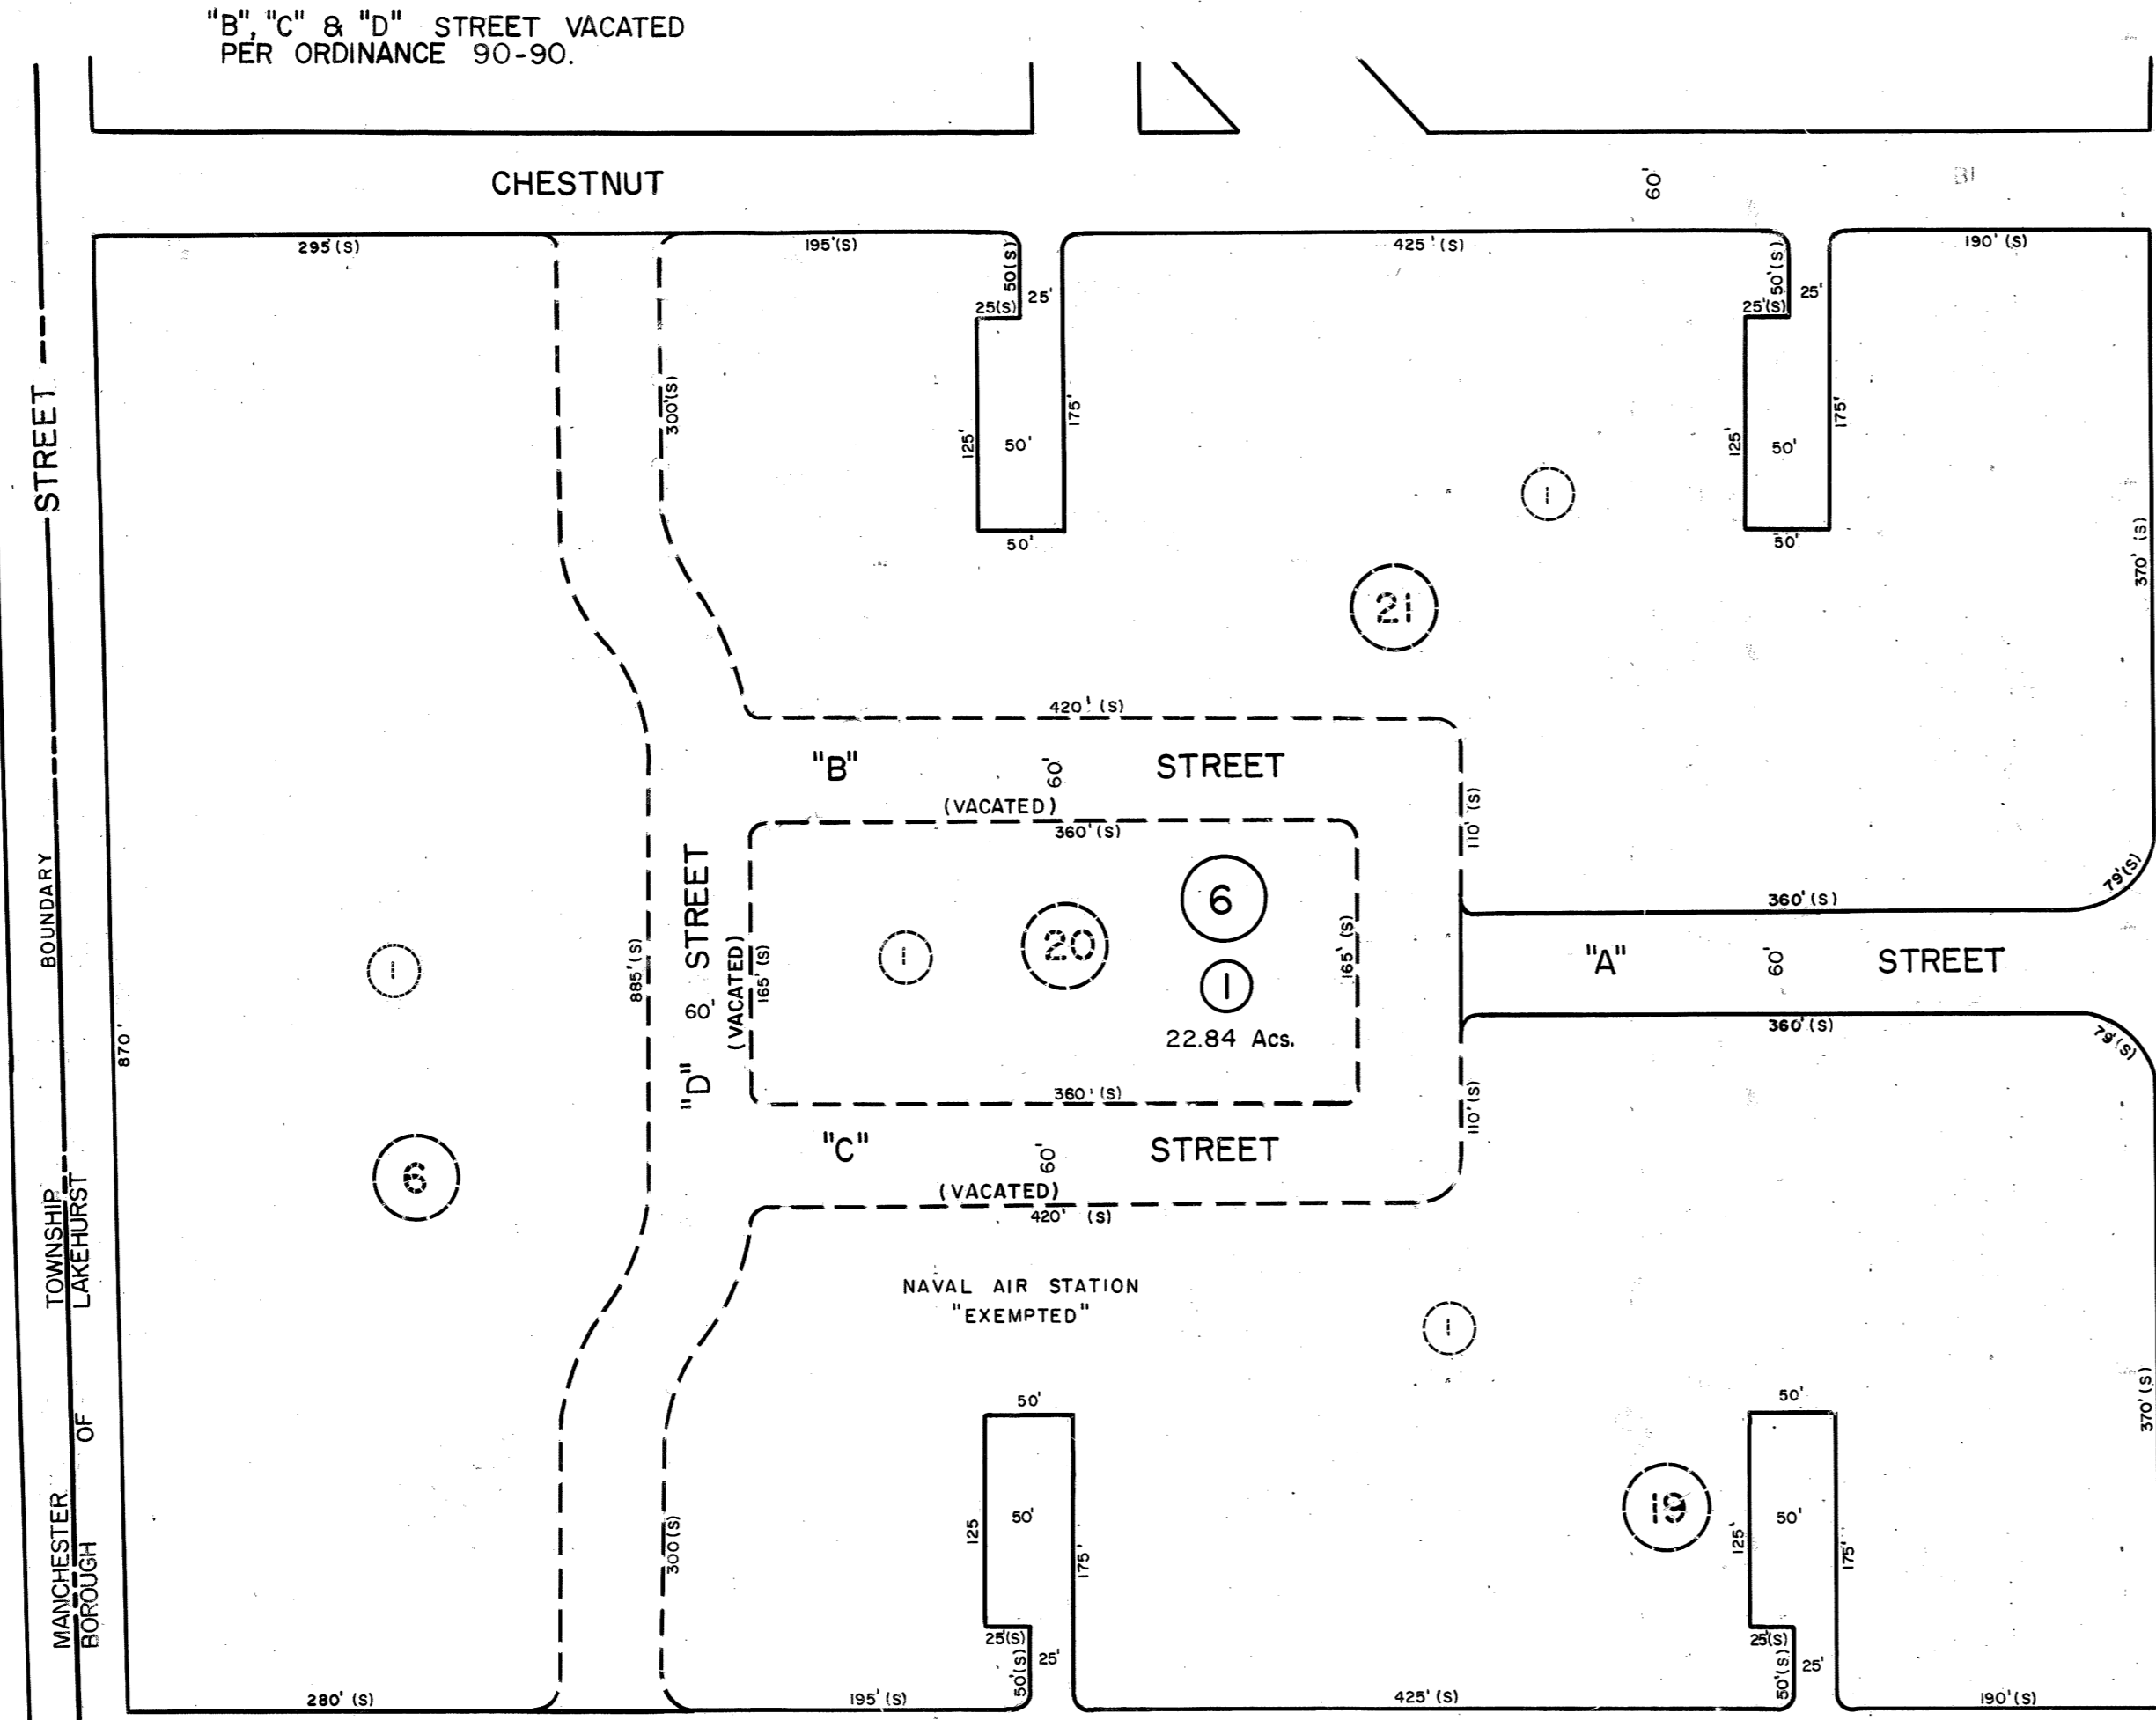 "B", "C" & "D" STREET VACATED
PER ORDINANCE 90-90.
CHESTNUT
60'
295'(S)
195'(S)
425'(S)
190'(S)
50'(S)
25'
25(S)
50'(S)
25'
25'(S)
STREET
300'(S)
125'
50'
175'
50'
125'
50'
175'
50'
1
370' (S)
21
420' (S)
"B"
60'
STREET
(VACATED)
360'(S)
110' (S)
79'(S)
360' (S)
BOUNDARY
885'(S)
"D" 60' STREET
(VACATED)
165' (S)
1
20
6
1
22.84 Acs.
165' (S)
"A"
60'
STREET
1
870'
360'(S)
79'(S)
360' (S)
110'(S)
"C"
60'
STREET
(VACATED)
420' (S)
6
MANCHESTER TOWNSHIP
BOROUGH OF LAKEHURST
NAVAL AIR STATION
"EXEMPTED"
1
370' (S)
50'
50'
19
300(S)
125
50'
175'
125'
50'
175'
25'(S)
50'(S)
25'
25'(S)
50'(S)
25'
280' (S)
195' (S)
425' (S)
190'(S)